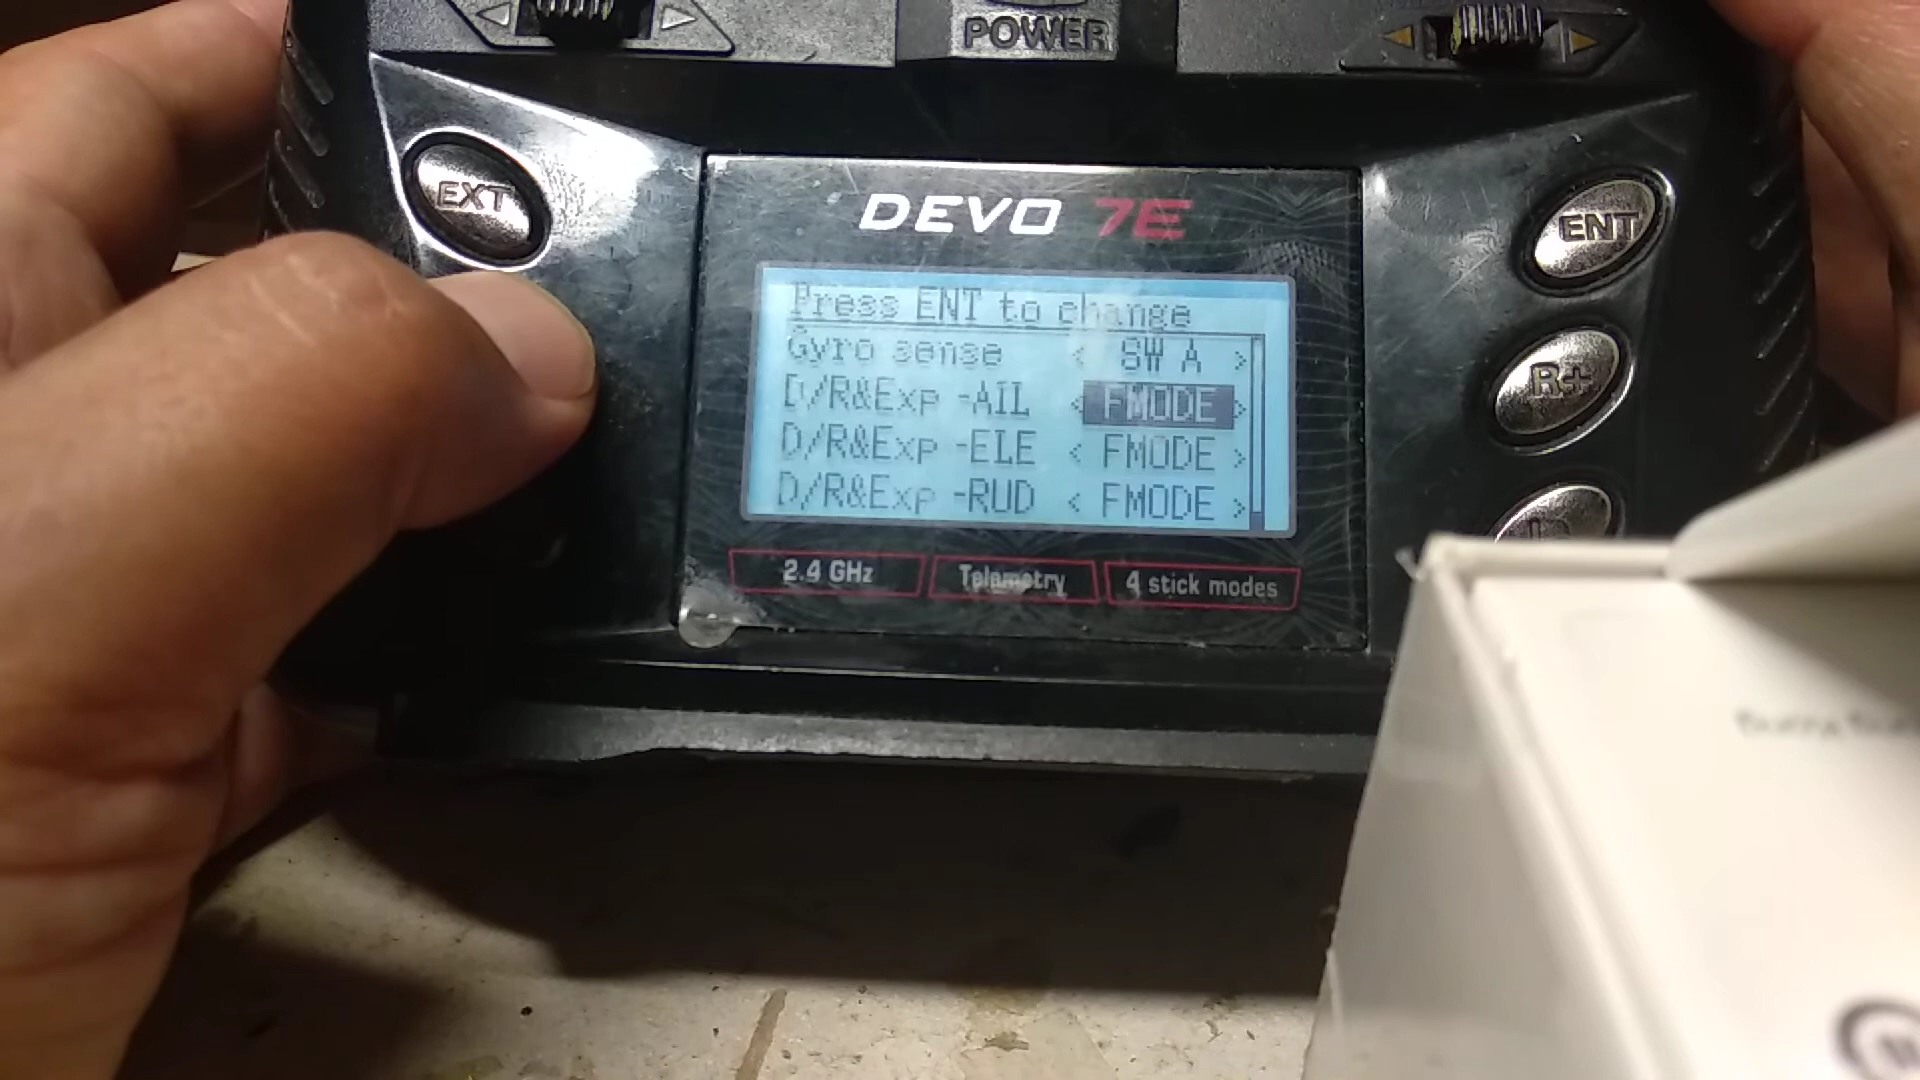 POWER
EXT
DEVO 7E
ENT
Press ENT to change
Gyro sense < SW A >
D/R&Exp -AIL < FMODE >
D/R&Exp -ELE < FMODE >
D/R&Exp -RUD < FMODE >
R+
2.4 GHz Telemetry 4 stick modes